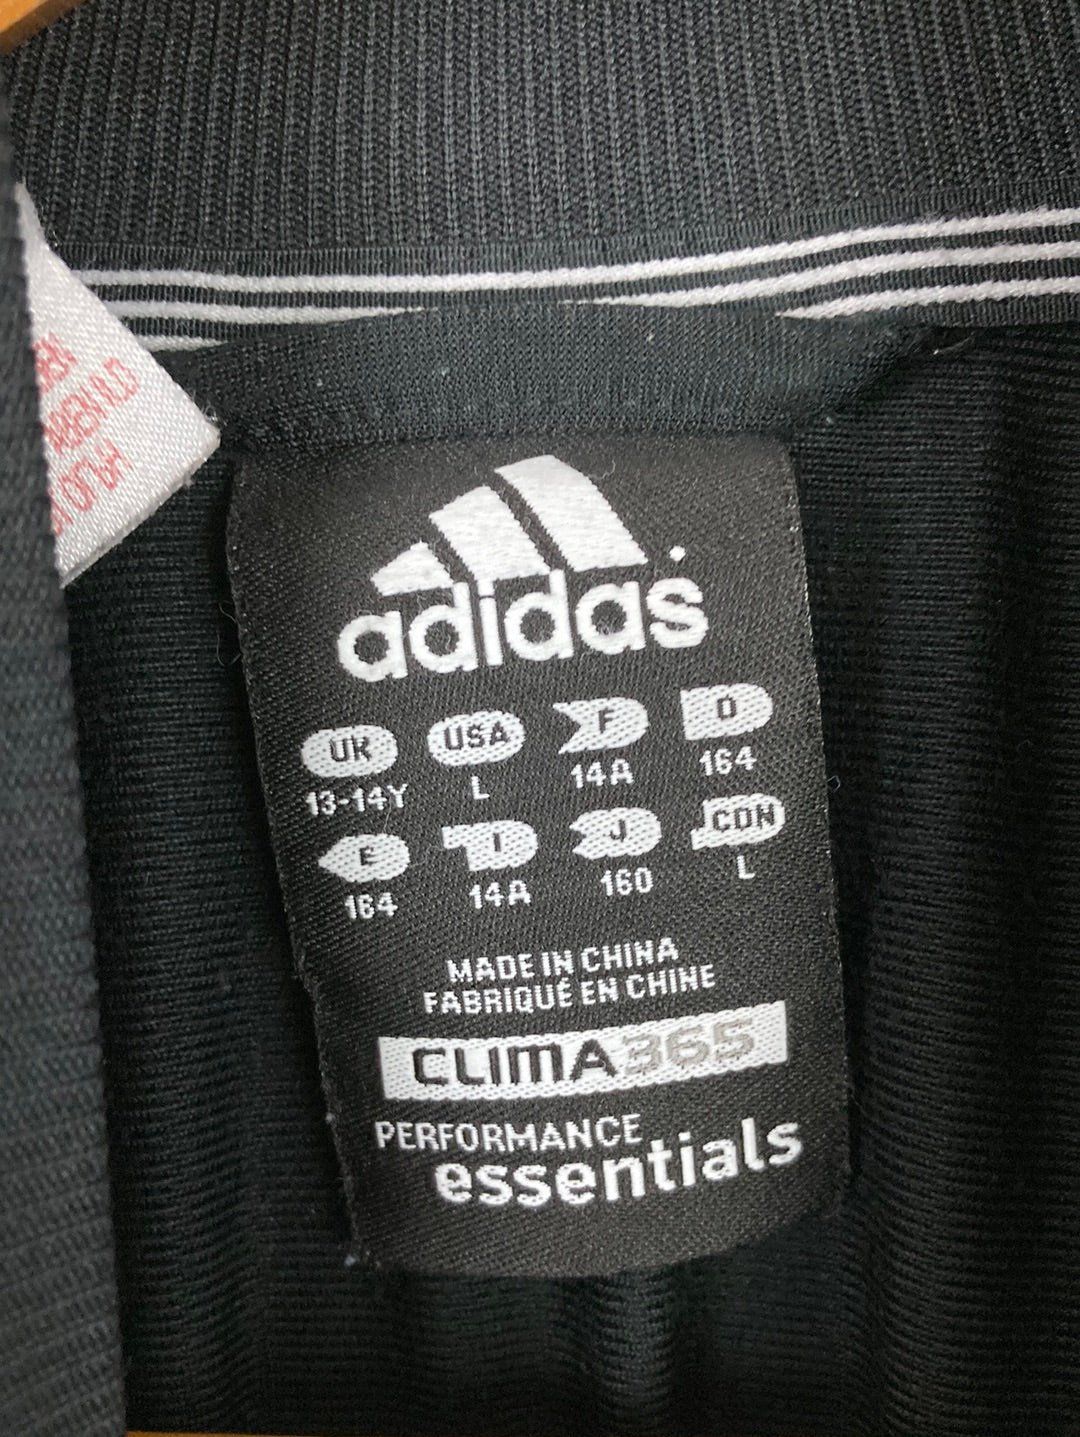 adidas
UK USA F D
13-14Y L 14A 164
E I J CDN
164 14A 160 L
MADE IN CHINA
FABRIQUÉ EN CHINE
CLIMA365
PERFORMANCE
essentials